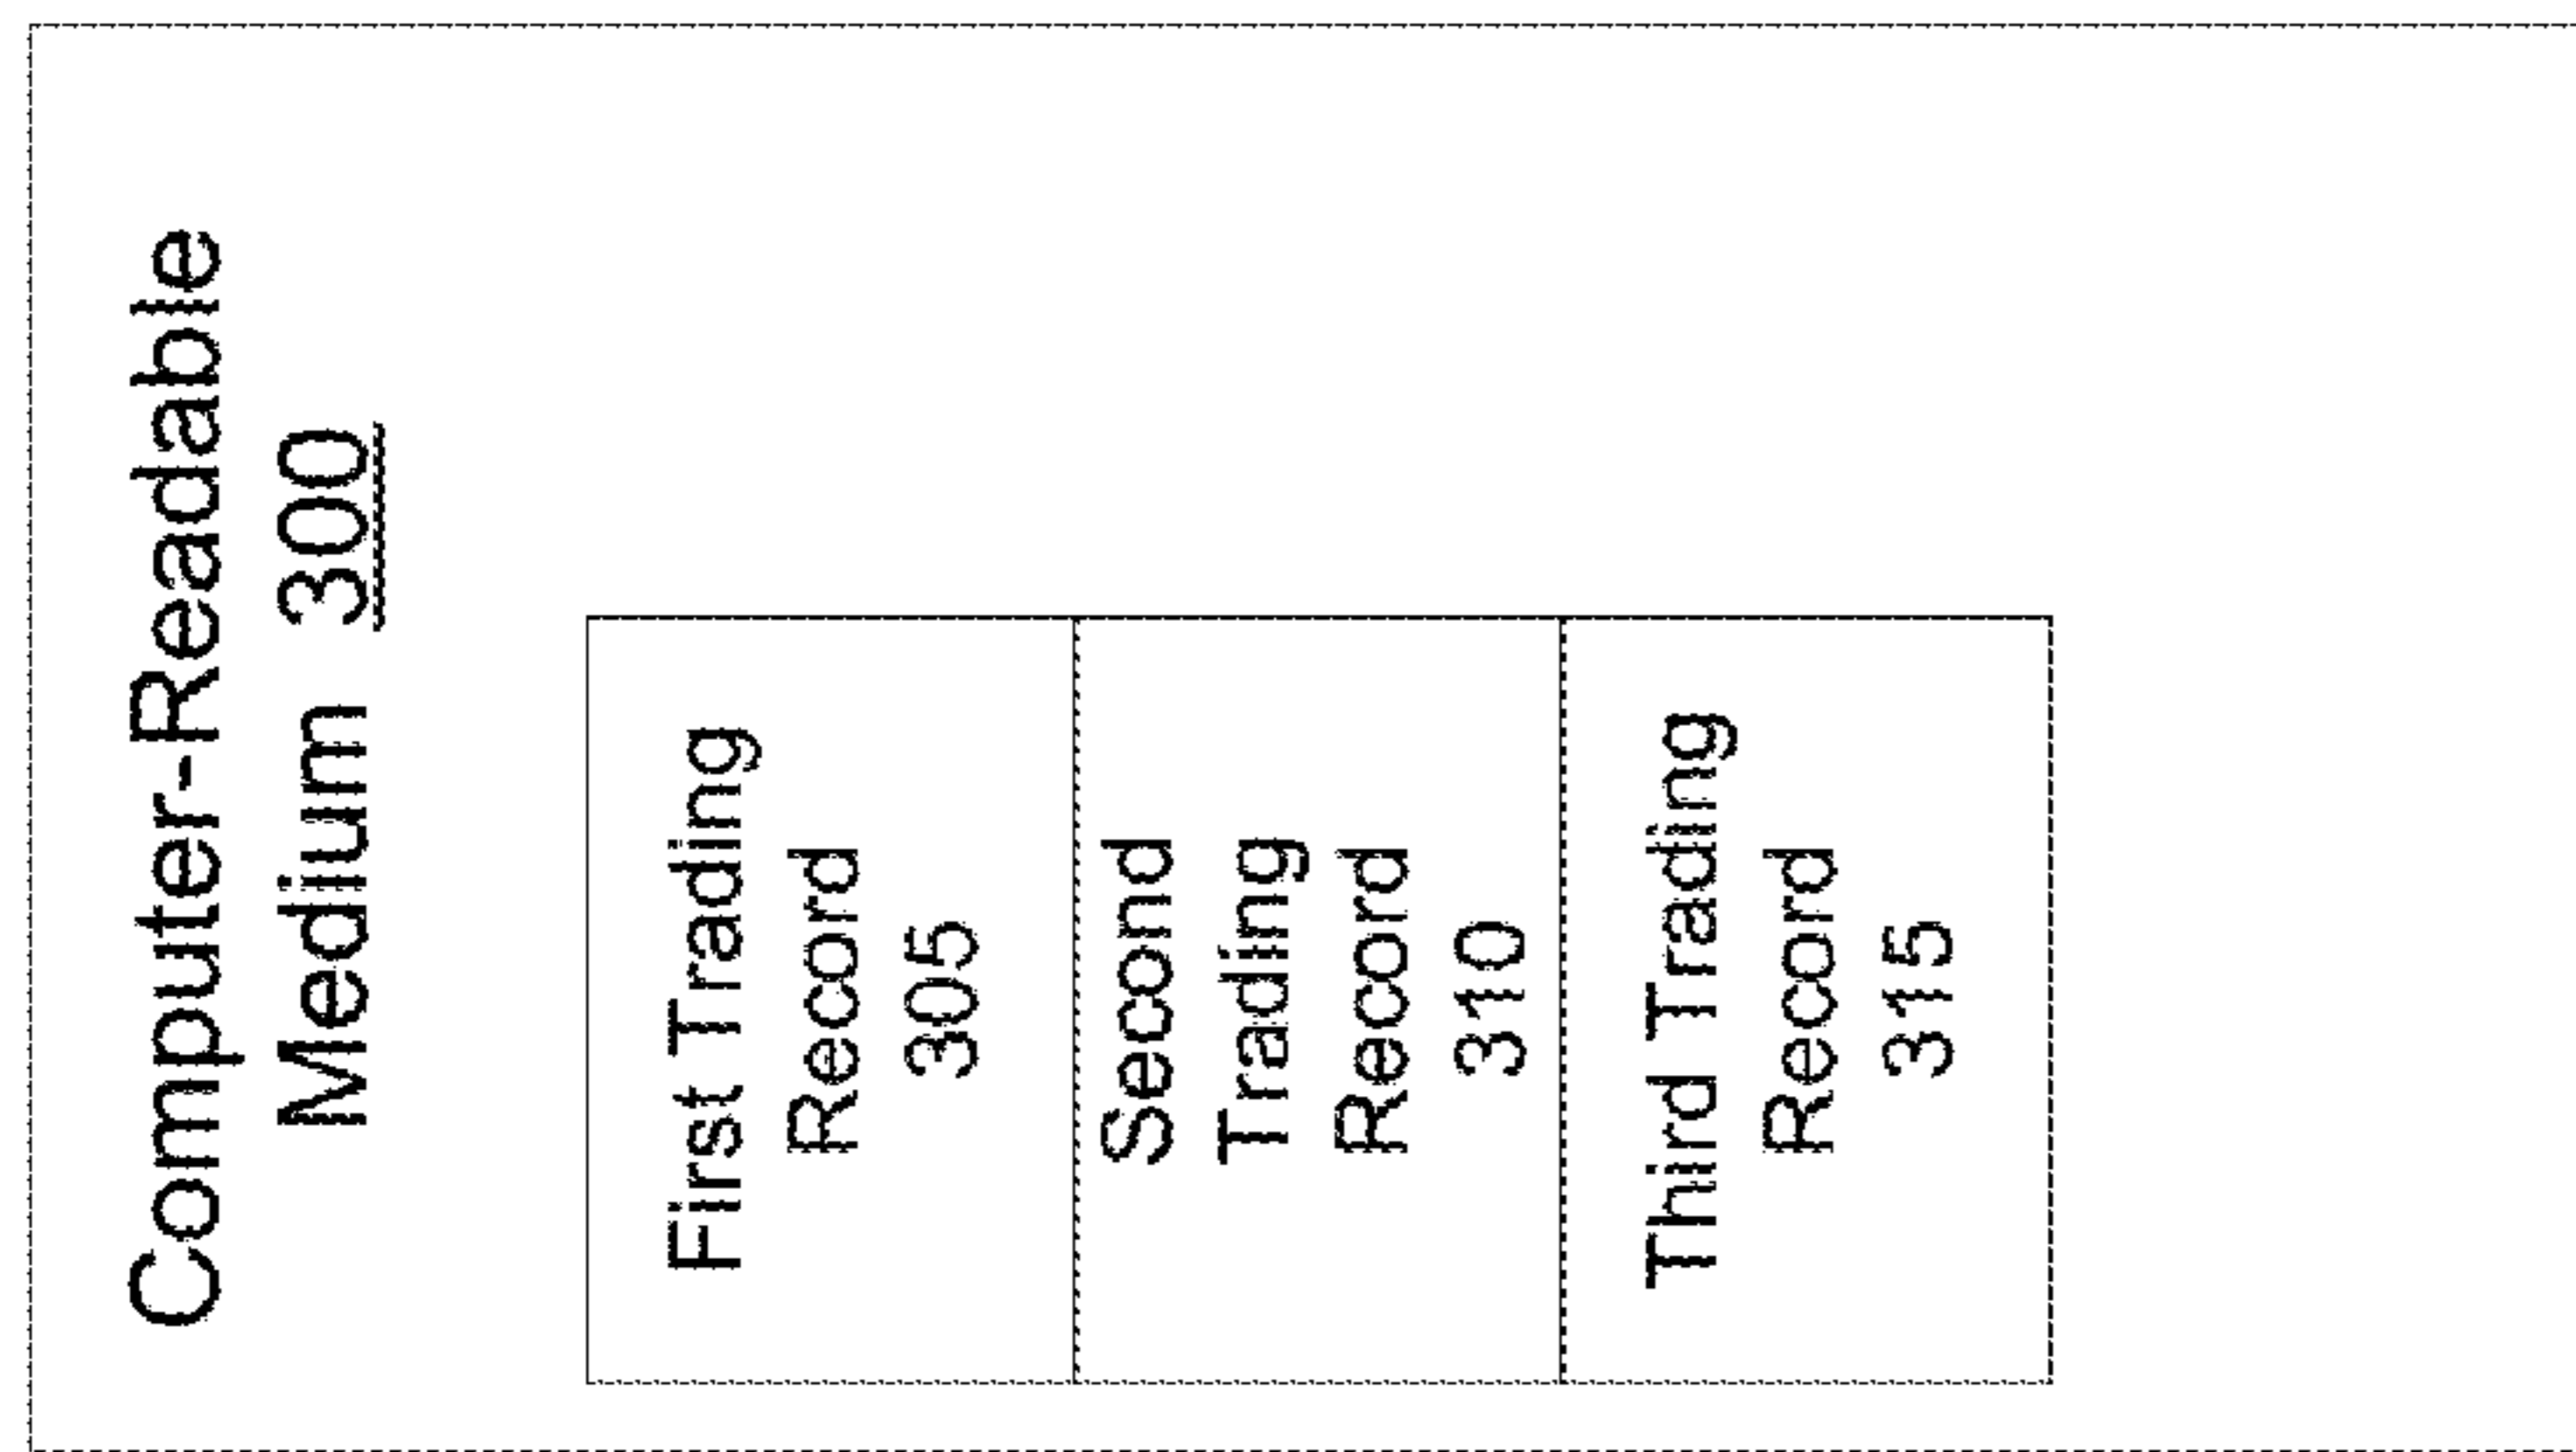 Computer-Readable
Medium 300
First Trading
Record
305
Second
Trading
Record
310
Third Trading
Record
315